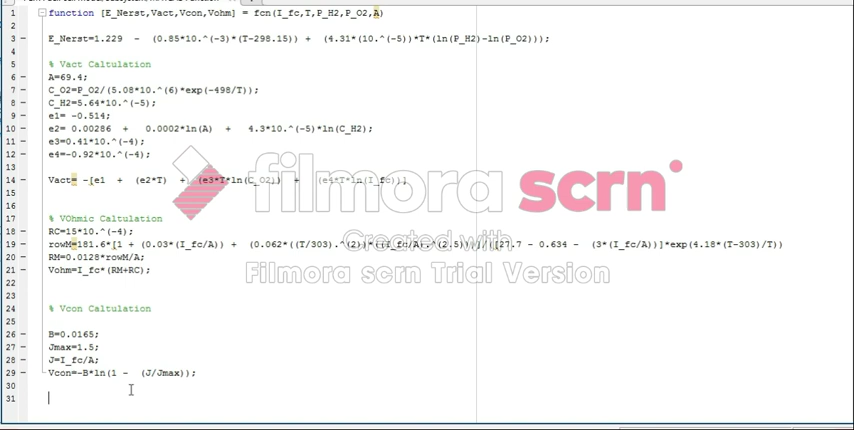 1 function [E_Nerst,Vact,Vcon,Vohm] = fcn(I_fc,T,P_H2,P_O2,A)
2
3 E_Nerst=1.229 - (0.85*10.^(-3)*(T-298.15)) + (4.31*(10.^(-5))*T*(ln(P_H2)-ln(P_O2)));
4
5 % Vact Caltulation
6 A=69.4;
7 C_O2=P_O2/(5.08*10.^(6)*exp(-498/T));
8 C_H2=5.64*10.^(-5);
9 e1= -0.514;
10 e2= 0.00286 + 0.0002*ln(A) + 4.3*10.^(-5)*ln(C_H2);
11 e3=0.41*10.^(-4);
12 e4=-0.92*10.^(-4);
13
14 Vact= -[e1 + (e2*T) + (e3*T*ln(C_O2)) + (e4*T*ln(I_fc))]
15
16
17 % VOhmic Caltulation
18 RC=15*10.^(-4);
19 rowM=181.6*[1 + (0.03*(I_fc/A)) + (0.062*((T/303).^(2))*((I_fc/A).^(2.5)))]/([27.7 - 0.634 - (3*(I_fc/A))]*exp(4.18*(T-303)/T))
20 RM=0.0128*rowM/A;
21 Vohm=I_fc*(RM+RC);
22
23
24 % Vcon Caltulation
25
26 B=0.0165;
27 Jmax=1.5;
28 J=I_fc/A;
29 Vcon=-B*ln(1 - (J/Jmax));
30
31
filmora scrn
Created with
Filmora scrn Trial Version